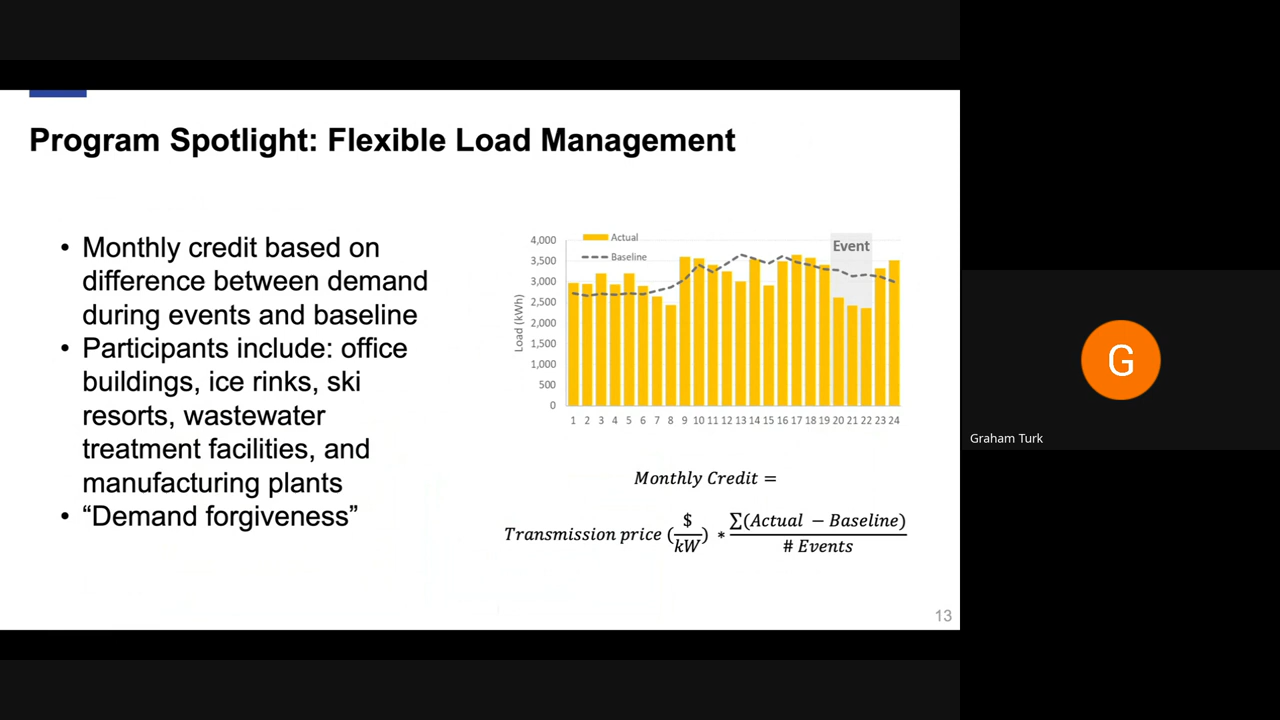 Program Spotlight: Flexible Load Management
• Monthly credit based on
difference between demand
during events and baseline
• Participants include: office
buildings, ice rinks, ski
resorts, wastewater
treatment facilities, and
manufacturing plants
• “Demand forgiveness”
Actual
Baseline
Event
Load (kWh)
4,000
3,500
3,000
2,500
2,000
1,500
1,000
500
0
1 2 3 4 5 6 7 8 9 10 11 12 13 14 15 16 17 18 19 20 21 22 23 24
Monthly Credit =
Transmission price ($/kW) * ∑(Actual − Baseline) / # Events
13
G
Graham Turk